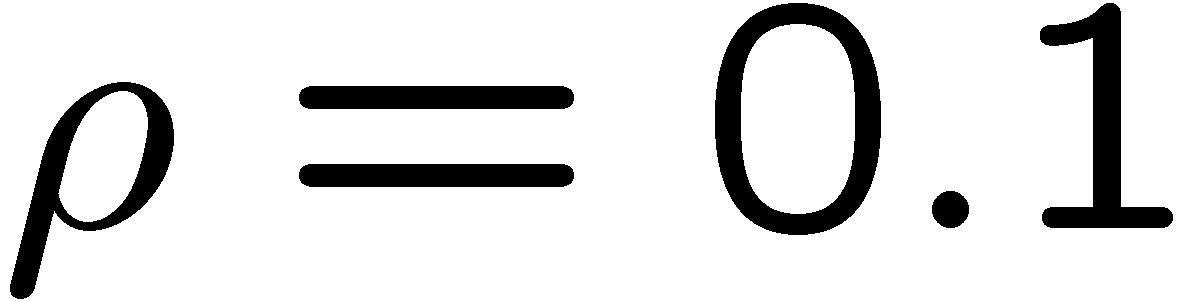 ρ = 0.1